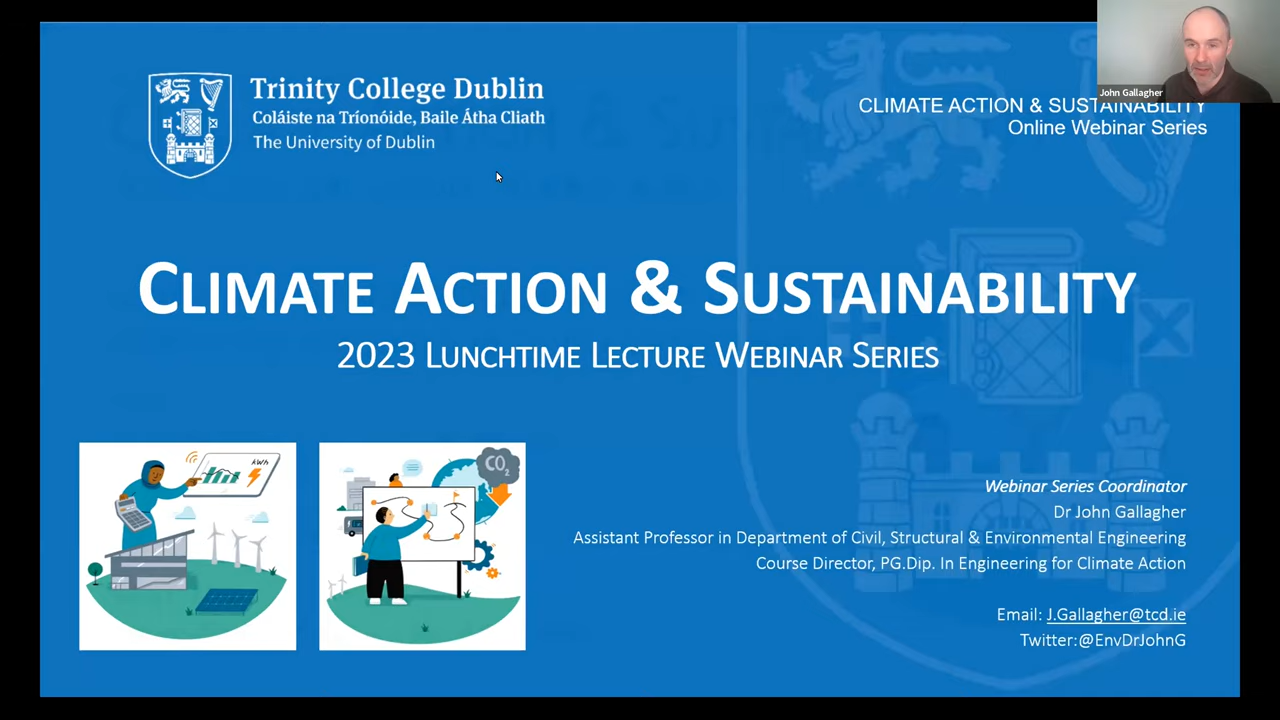 Trinity College Dublin
Coláiste na Tríonóide, Baile Átha Cliath
The University of Dublin
John Gallagher
CLIMATE ACTION & SUSTAINABILITY
Online Webinar Series
CLIMATE ACTION & SUSTAINABILITY
2023 LUNCHTIME LECTURE WEBINAR SERIES
kWh
CO2
Webinar Series Coordinator
Dr John Gallagher
Assistant Professor in Department of Civil, Structural & Environmental Engineering
Course Director, PG.Dip. In Engineering for Climate Action
Email: J.Gallagher@tcd.ie
Twitter:@EnvDrJohnG